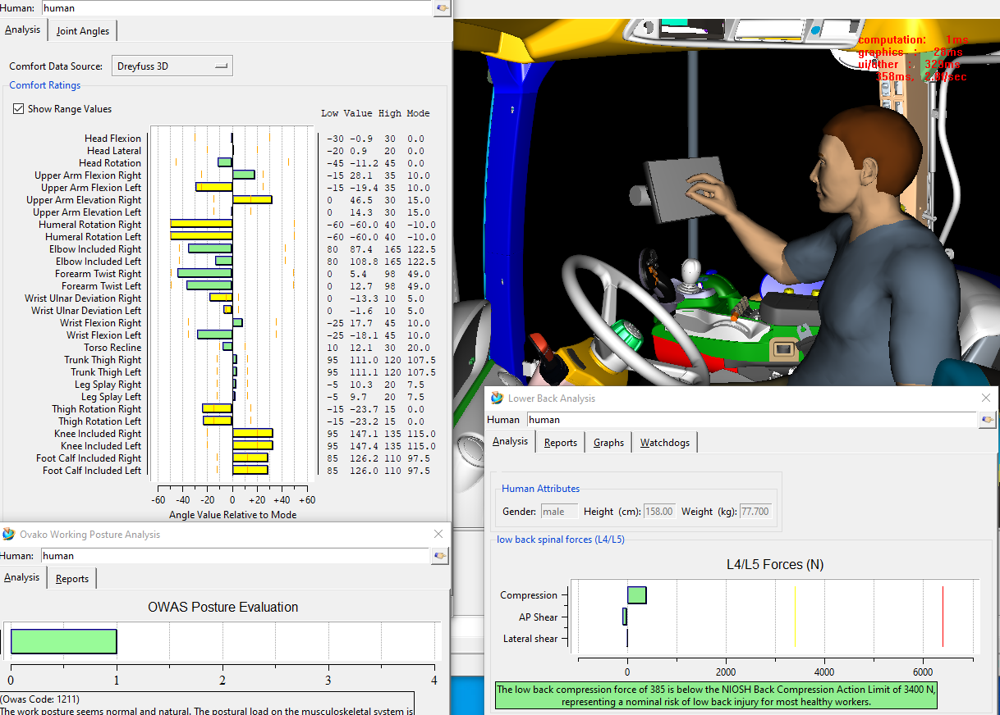 Human: human
Analysis Joint Angles
Comfort Data Source: Dreyfuss 3D
Comfort Ratings
Show Range Values
Low Value High Mode
Head Flexion -30 -0.9 30 0.0
Head Lateral -20 0.9 20 0.0
Head Rotation -45 -11.2 45 0.0
Upper Arm Flexion Right -15 28.1 35 10.0
Upper Arm Flexion Left -15 -19.4 35 10.0
Upper Arm Elevation Right 0 46.5 30 15.0
Upper Arm Elevation Left 0 14.3 30 15.0
Humeral Rotation Right -60 -60.0 40 -10.0
Humeral Rotation Left -60 -60.0 40 -10.0
Elbow Included Right 80 87.4 165 122.5
Elbow Included Left 80 108.8 165 122.5
Forearm Twist Right 0 5.4 98 49.0
Forearm Twist Left 0 12.7 98 49.0
Wrist Ulnar Deviation Right 0 -13.3 10 5.0
Wrist Ulnar Deviation Left 0 -1.6 10 5.0
Wrist Flexion Right -25 17.7 45 10.0
Wrist Flexion Left -25 -18.1 45 10.0
Torso Recline 10 12.1 30 20.0
Trunk Thigh Right 95 111.0 120 107.5
Trunk Thigh Left 95 111.1 120 107.5
Leg Splay Right -5 10.3 20 7.5
Leg Splay Left -5 9.7 20 7.5
Thigh Rotation Right -15 -23.7 15 0.0
Thigh Rotation Left -15 -23.2 15 0.0
Knee Included Right 95 147.1 135 115.0
Knee Included Left 95 147.4 135 115.0
Foot Calf Included Right 85 126.2 110 97.5
Foot Calf Included Left 85 126.0 110 97.5
-60 -40 -20 0 +20 +40 +60
Angle Value Relative to Mode
computation: 1ms
graphics : 28ms
ui/other :
358ms,
Ovako Working Posture Analysis
Human: human
Analysis Reports
OWAS Posture Evaluation
0 1 2 3 4
(Owas Code: 1211)
The work posture seems normal and natural. The postural load on the musculoskeletal system is
Lower Back Analysis
Human human
Analysis Reports Graphs Watchdogs
Human Attributes
Gender: male Height (cm): 158.00 Weight (kg): 77.700
low back spinal forces (L4/L5)
L4/L5 Forces (N)
Compression
AP Shear
Lateral shear
0 2000 4000 6000
The low back compression force of 385 is below the NIOSH Back Compression Action Limit of 3400 N,
representing a nominal risk of low back injury for most healthy workers.